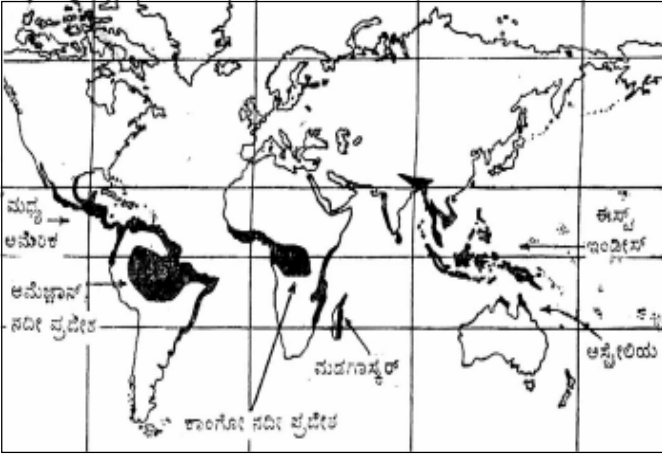 ಮಧ್ಯ
ಅಮೆರಿಕ
ಅಮೆಜಾನ್
ನದೀ ಪ್ರದೇಶ
ಕಾಂಗೋ ನದೀ ಪ್ರದೇಶ
ಮಡಗಾಸ್ಕರ್
ಈಸ್ಟ್
ಇಂಡೀಸ್
ಆಸ್ಟ್ರೇಲಿಯ